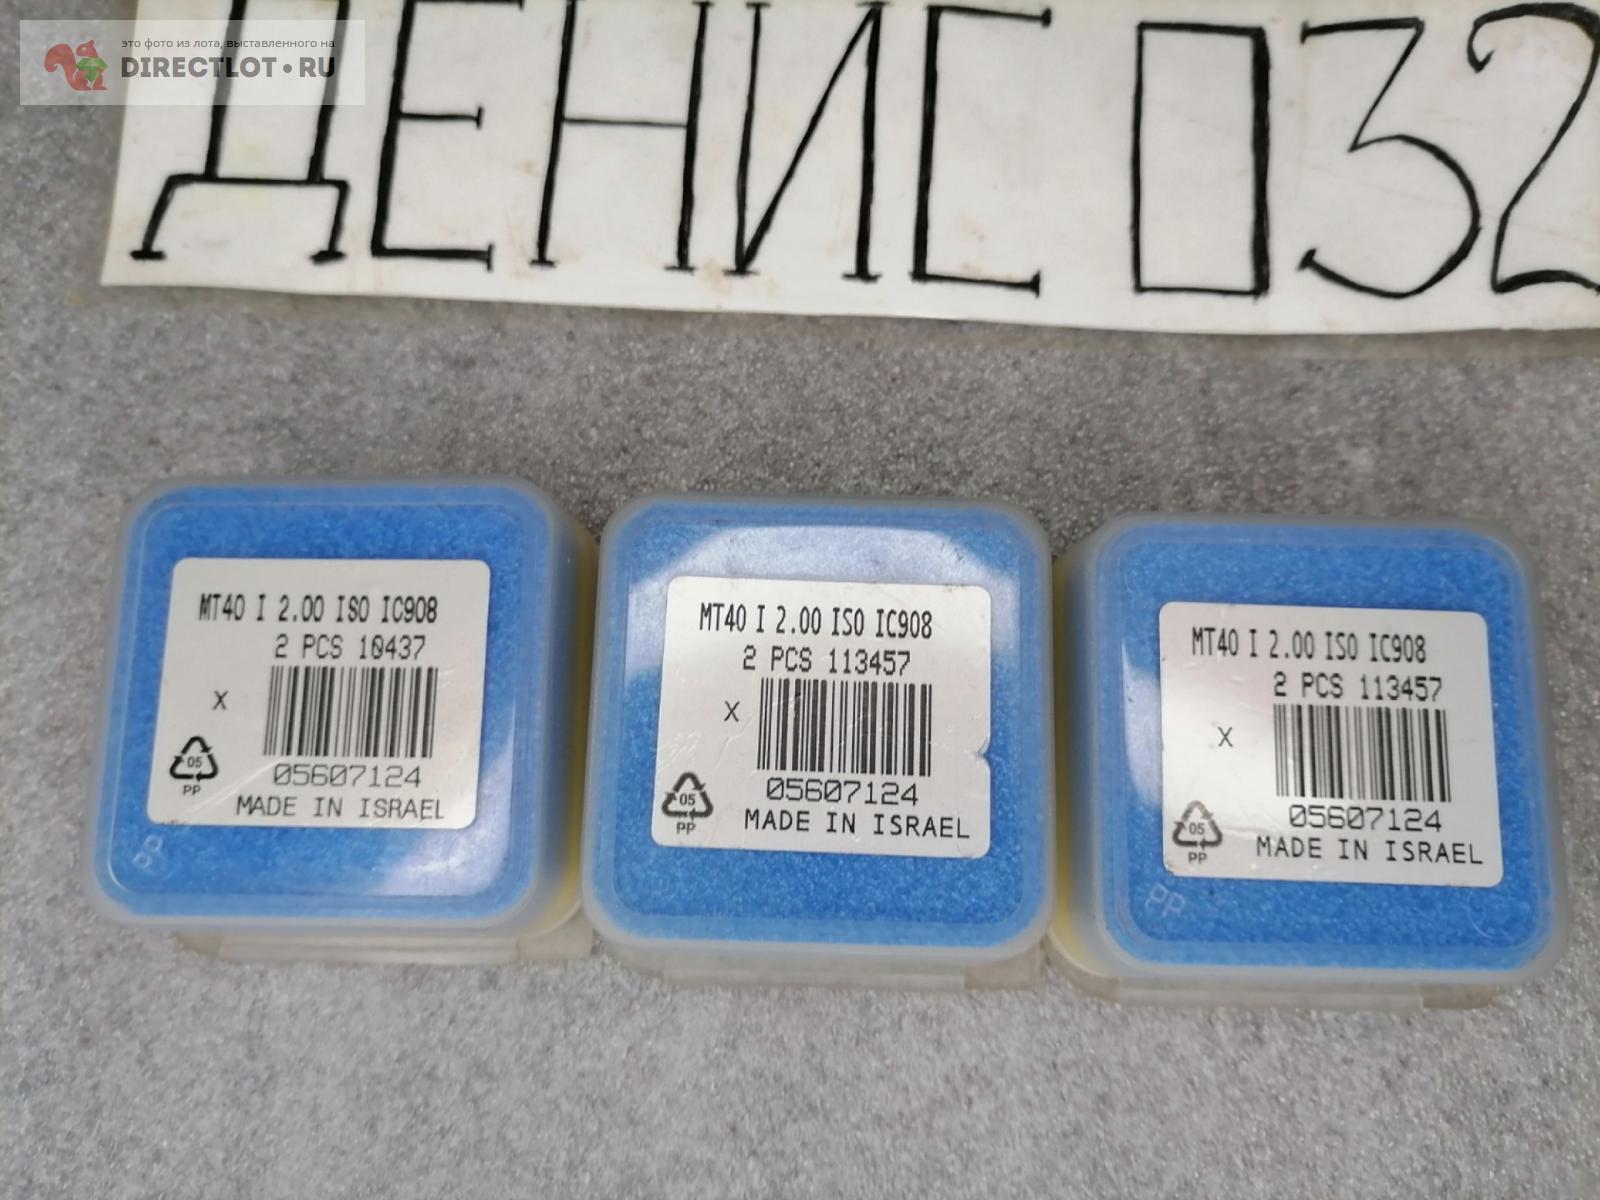 это фото из лота, выставленного на
DIRECTLOT•RU
ДЕНИС 032
MT40 I 2.00 ISO IC908
2 PCS 10437
X
05
PP
05607124
MADE IN ISRAEL
PP
MT40 I 2.00 ISO IC908
2 PCS 113457
X
05
PP
05607124
MADE IN ISRAEL
MT40 I 2.00 ISO IC908
2 PCS 113457
X
05
PP
05607124
MADE IN ISRAEL
PP